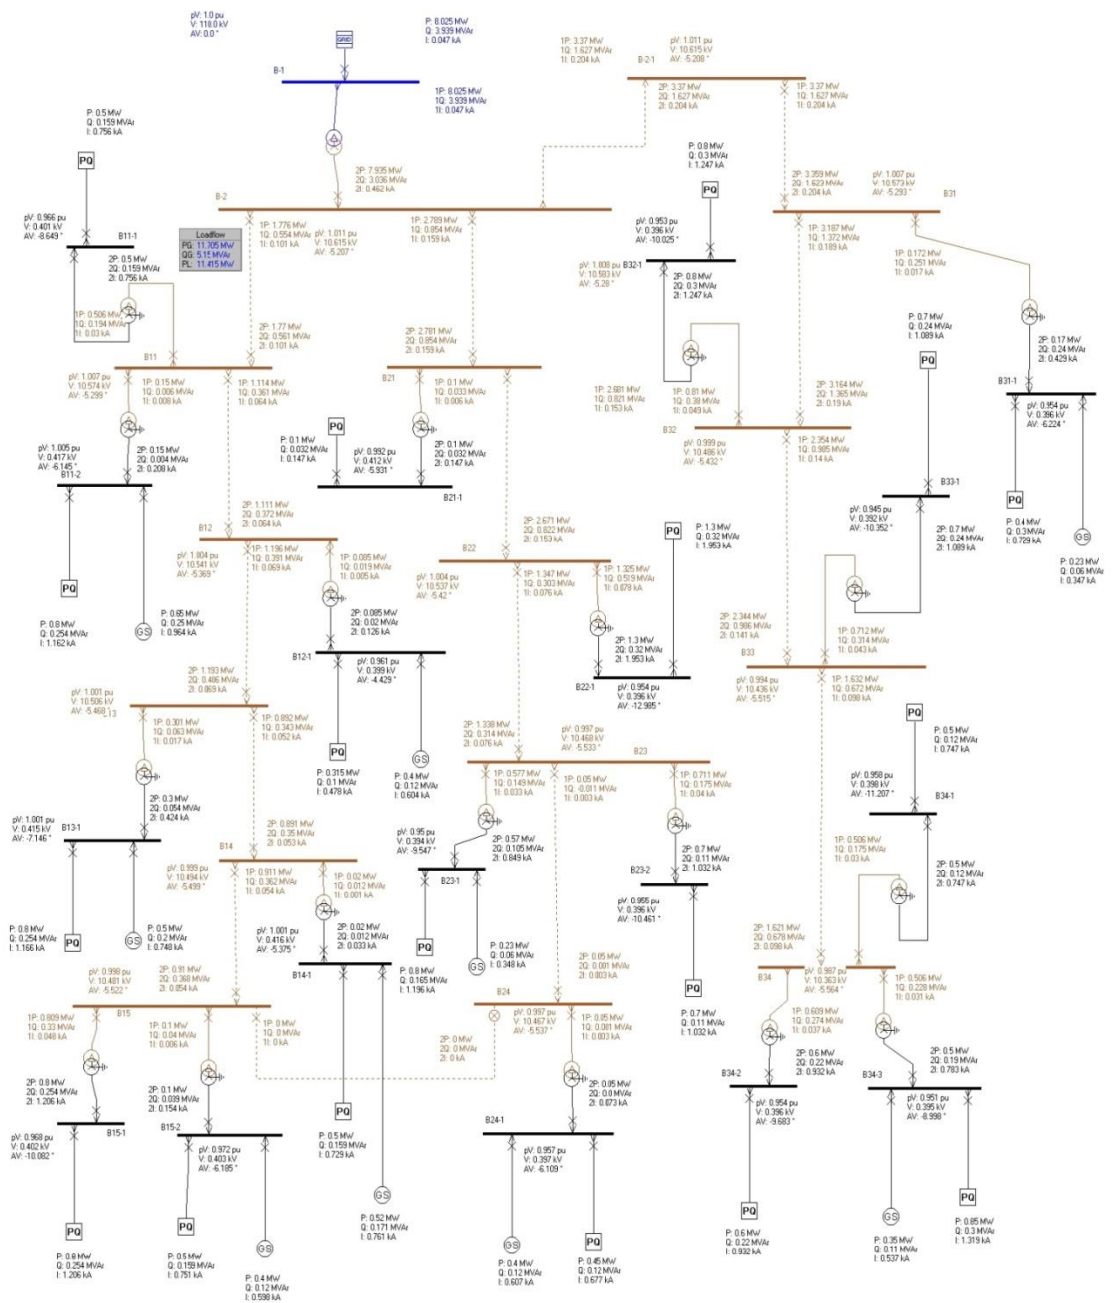 pV: 1.0 pu
V: 110.0 kV
AV: 0.0 °
P: 8.025 MW
Q: 3.939 MVAr
I: 0.047 kA
GRID
B-1
1P: 8.025 MW
1Q: 3.939 MVAr
1I: 0.047 kA
1P: 3.37 MW
1Q: 1.627 MVAr
1I: 0.204 kA
B-2-1
pV: 1.011 pu
V: 10.615 kV
AV: -5.208 °
2P: 3.37 MW
2Q: 1.627 MVAr
2I: 0.204 kA
1P: 3.37 MW
1Q: 1.627 MVAr
1I: 0.204 kA
P: 0.5 MW
Q: 0.159 MVAr
I: 0.756 kA
PQ
P: 0.8 MW
Q: 0.3 MVAr
I: 1.247 kA
PQ
2P: 7.935 MW
2Q: 3.036 MVAr
2I: 0.462 kA
B-2
2P: 3.359 MW
2Q: 1.623 MVAr
2I: 0.204 kA
pV: 1.007 pu
V: 10.573 kV
AV: -5.293 °
B31
pV: 0.966 pu
V: 0.401 kV
AV: -8.649 °
B11-1
Loadflow
PG: 11.705 MW
QG: 5.15 MVAr
PL: 11.415 MW
1P: 1.776 MW
1Q: 0.554 MVAr
1I: 0.101 kA
pV: 1.011 pu
V: 10.615 kV
AV: -5.207 °
1P: 2.789 MW
1Q: 0.854 MVAr
1I: 0.159 kA
pV: 0.953 pu
V: 0.396 kV
AV: -10.025 °
B32-1
1P: 3.187 MW
1Q: 1.372 MVAr
1I: 0.189 kA
1P: 0.172 MW
1Q: 0.251 MVAr
1I: 0.017 kA
2P: 0.5 MW
2Q: 0.159 MVAr
2I: 0.756 kA
pV: 1.008 pu
V: 10.583 kV
AV: -5.28 °
2P: 0.8 MW
2Q: 0.3 MVAr
2I: 1.247 kA
1P: 0.506 MW
1Q: 0.194 MVAr
1I: 0.03 kA
2P: 1.77 MW
2Q: 0.561 MVAr
2I: 0.101 kA
2P: 2.781 MW
2Q: 0.854 MVAr
2I: 0.159 kA
P: 0.7 MW
Q: 0.24 MVAr
I: 1.089 kA
PQ
2P: 0.17 MW
2Q: 0.24 MVAr
2I: 0.429 kA
B11
B21
pV: 1.007 pu
V: 10.574 kV
AV: -5.299 °
1P: 0.15 MW
1Q: 0.006 MVAr
1I: 0.008 kA
1P: 1.114 MW
1Q: 0.361 MVAr
1I: 0.064 kA
1P: 0.1 MW
1Q: 0.033 MVAr
1I: 0.006 kA
1P: 2.681 MW
1Q: 0.821 MVAr
1I: 0.153 kA
1P: 0.81 MW
1Q: 0.38 MVAr
1I: 0.049 kA
2P: 3.164 MW
2Q: 1.365 MVAr
2I: 0.19 kA
B31-1
pV: 0.954 pu
V: 0.396 kV
AV: -6.224 °
B32
pV: 0.999 pu
V: 10.486 kV
AV: -5.432 °
1P: 2.354 MW
1Q: 0.985 MVAr
1I: 0.14 kA
P: 0.1 MW
Q: 0.032 MVAr
I: 0.147 kA
PQ
pV: 0.992 pu
V: 0.412 kV
AV: -5.931 °
2P: 0.1 MW
2Q: 0.032 MVAr
2I: 0.147 kA
B21-1
pV: 1.005 pu
V: 0.417 kV
AV: -6.145 °
B11-2
2P: 0.15 MW
2Q: 0.004 MVAr
2I: 0.208 kA
B33-1
pV: 0.945 pu
V: 0.392 kV
AV: -10.352 °
PQ
P: 0.4 MW
Q: 0.3 MVAr
I: 0.729 kA
GS
P: 0.23 MW
Q: 0.06 MVAr
I: 0.347 kA
2P: 1.111 MW
2Q: 0.372 MVAr
2I: 0.064 kA
B12
2P: 2.671 MW
2Q: 0.822 MVAr
2I: 0.153 kA
PQ
P: 1.3 MW
Q: 0.32 MVAr
I: 1.953 kA
2P: 0.7 MW
2Q: 0.24 MVAr
2I: 1.089 kA
pV: 1.004 pu
V: 10.541 kV
AV: -5.369 °
1P: 1.196 MW
1Q: 0.391 MVAr
1I: 0.069 kA
1P: 0.085 MW
1Q: 0.019 MVAr
1I: 0.005 kA
B22
pV: 1.004 pu
V: 10.537 kV
AV: -5.42 °
1P: 1.347 MW
1Q: 0.303 MVAr
1I: 0.076 kA
1P: 1.325 MW
1Q: 0.519 MVAr
1I: 0.078 kA
PQ
P: 0.8 MW
Q: 0.254 MVAr
I: 1.162 kA
GS
P: 0.65 MW
Q: 0.25 MVAr
I: 0.964 kA
2P: 0.085 MW
2Q: 0.02 MVAr
2I: 0.126 kA
2P: 1.3 MW
2Q: 0.32 MVAr
2I: 1.953 kA
2P: 2.344 MW
2Q: 0.986 MVAr
2I: 0.141 kA
B33
1P: 0.712 MW
1Q: 0.314 MVAr
1I: 0.043 kA
B12-1
pV: 0.961 pu
V: 0.399 kV
AV: -4.429 °
B22-1
pV: 0.954 pu
V: 0.396 kV
AV: -12.985 °
pV: 0.994 pu
V: 10.436 kV
AV: -5.515 °
1P: 1.632 MW
1Q: 0.672 MVAr
1I: 0.098 kA
2P: 1.193 MW
2Q: 0.406 MVAr
2I: 0.069 kA
pV: 1.001 pu
V: 10.506 kV
AV: -5.468 °
1P: 0.301 MW
1Q: 0.063 MVAr
1I: 0.017 kA
1P: 0.892 MW
1Q: 0.343 MVAr
1I: 0.052 kA
PQ
P: 0.315 MW
Q: 0.1 MVAr
I: 0.478 kA
GS
P: 0.4 MW
Q: 0.12 MVAr
I: 0.604 kA
2P: 1.338 MW
2Q: 0.314 MVAr
2I: 0.076 kA
pV: 0.997 pu
V: 10.468 kV
AV: -5.533 °
B23
PQ
P: 0.5 MW
Q: 0.12 MVAr
I: 0.747 kA
1P: 0.577 MW
1Q: 0.149 MVAr
1I: 0.033 kA
1P: 0.05 MW
1Q: -0.011 MVAr
1I: 0.003 kA
1P: 0.711 MW
1Q: 0.175 MVAr
1I: 0.04 kA
pV: 0.958 pu
V: 0.398 kV
AV: -11.207 °
B34-1
2P: 0.3 MW
2Q: 0.054 MVAr
2I: 0.424 kA
pV: 1.001 pu
V: 0.415 kV
AV: -7.146 °
B13-1
2P: 0.891 MW
2Q: 0.35 MVAr
2I: 0.053 kA
B14
pV: 0.95 pu
V: 0.394 kV
AV: -9.547 °
2P: 0.57 MW
2Q: 0.105 MVAr
2I: 0.849 kA
B23-1
2P: 0.7 MW
2Q: 0.11 MVAr
2I: 1.032 kA
B23-2
pV: 0.955 pu
V: 0.396 kV
AV: -10.461 °
1P: 0.506 MW
1Q: 0.175 MVAr
1I: 0.03 kA
2P: 0.5 MW
2Q: 0.12 MVAr
2I: 0.747 kA
pV: 0.999 pu
V: 10.494 kV
AV: -5.499 °
1P: 0.911 MW
1Q: 0.362 MVAr
1I: 0.054 kA
1P: 0.02 MW
1Q: 0.012 MVAr
1I: 0.001 kA
P: 0.8 MW
Q: 0.254 MVAr
I: 1.166 kA
PQ
GS
P: 0.5 MW
Q: 0.2 MVAr
I: 0.748 kA
pV: 1.001 pu
V: 0.416 kV
AV: -5.375 °
B14-1
2P: 0.02 MW
2Q: 0.012 MVAr
2I: 0.033 kA
PQ
P: 0.8 MW
Q: 0.165 MVAr
I: 1.196 kA
GS
P: 0.23 MW
Q: 0.06 MVAr
I: 0.348 kA
2P: 0.05 MW
2Q: 0.001 MVAr
2I: 0.003 kA
PQ
P: 0.7 MW
Q: 0.11 MVAr
I: 1.032 kA
2P: 1.621 MW
2Q: 0.678 MVAr
2I: 0.098 kA
B34
pV: 0.987 pu
V: 10.363 kV
AV: -5.564 °
1P: 0.506 MW
1Q: 0.228 MVAr
1I: 0.031 kA
pV: 0.998 pu
V: 10.481 kV
AV: -5.522 °
2P: 0.91 MW
2Q: 0.368 MVAr
2I: 0.054 kA
B15
1P: 0.809 MW
1Q: 0.33 MVAr
1I: 0.048 kA
1P: 0.1 MW
1Q: 0.04 MVAr
1I: 0.006 kA
1P: 0 MW
1Q: 0 MVAr
1I: 0 kA
B24
2P: 0 MW
2Q: 0 MVAr
2I: 0 kA
pV: 0.997 pu
V: 10.467 kV
AV: -5.537 °
1P: 0.05 MW
1Q: 0.001 MVAr
1I: 0.003 kA
1P: 0.609 MW
1Q: 0.274 MVAr
1I: 0.037 kA
2P: 0.8 MW
2Q: 0.254 MVAr
2I: 1.206 kA
2P: 0.1 MW
2Q: 0.039 MVAr
2I: 0.154 kA
2P: 0.05 MW
2Q: 0.0 MVAr
2I: 0.073 kA
2P: 0.6 MW
2Q: 0.22 MVAr
2I: 0.932 kA
B34-2
2P: 0.5 MW
2Q: 0.19 MVAr
2I: 0.783 kA
B34-3
pV: 0.968 pu
V: 0.402 kV
AV: -10.082 °
B15-1
B15-2
pV: 0.972 pu
V: 0.403 kV
AV: -6.185 °
PQ
P: 0.5 MW
Q: 0.159 MVAr
I: 0.729 kA
B24-1
pV: 0.957 pu
V: 0.397 kV
AV: -6.109 °
pV: 0.954 pu
V: 0.396 kV
AV: -9.683 °
pV: 0.951 pu
V: 0.395 kV
AV: -8.998 °
GS
P: 0.52 MW
Q: 0.171 MVAr
I: 0.761 kA
PQ
P: 0.8 MW
Q: 0.254 MVAr
I: 1.206 kA
PQ
P: 0.5 MW
Q: 0.159 MVAr
I: 0.751 kA
GS
P: 0.4 MW
Q: 0.12 MVAr
I: 0.598 kA
GS
P: 0.4 MW
Q: 0.12 MVAr
I: 0.607 kA
PQ
P: 0.45 MW
Q: 0.12 MVAr
I: 0.677 kA
PQ
P: 0.6 MW
Q: 0.22 MVAr
I: 0.932 kA
GS
P: 0.35 MW
Q: 0.11 MVAr
I: 0.537 kA
PQ
P: 0.85 MW
Q: 0.3 MVAr
I: 1.319 kA